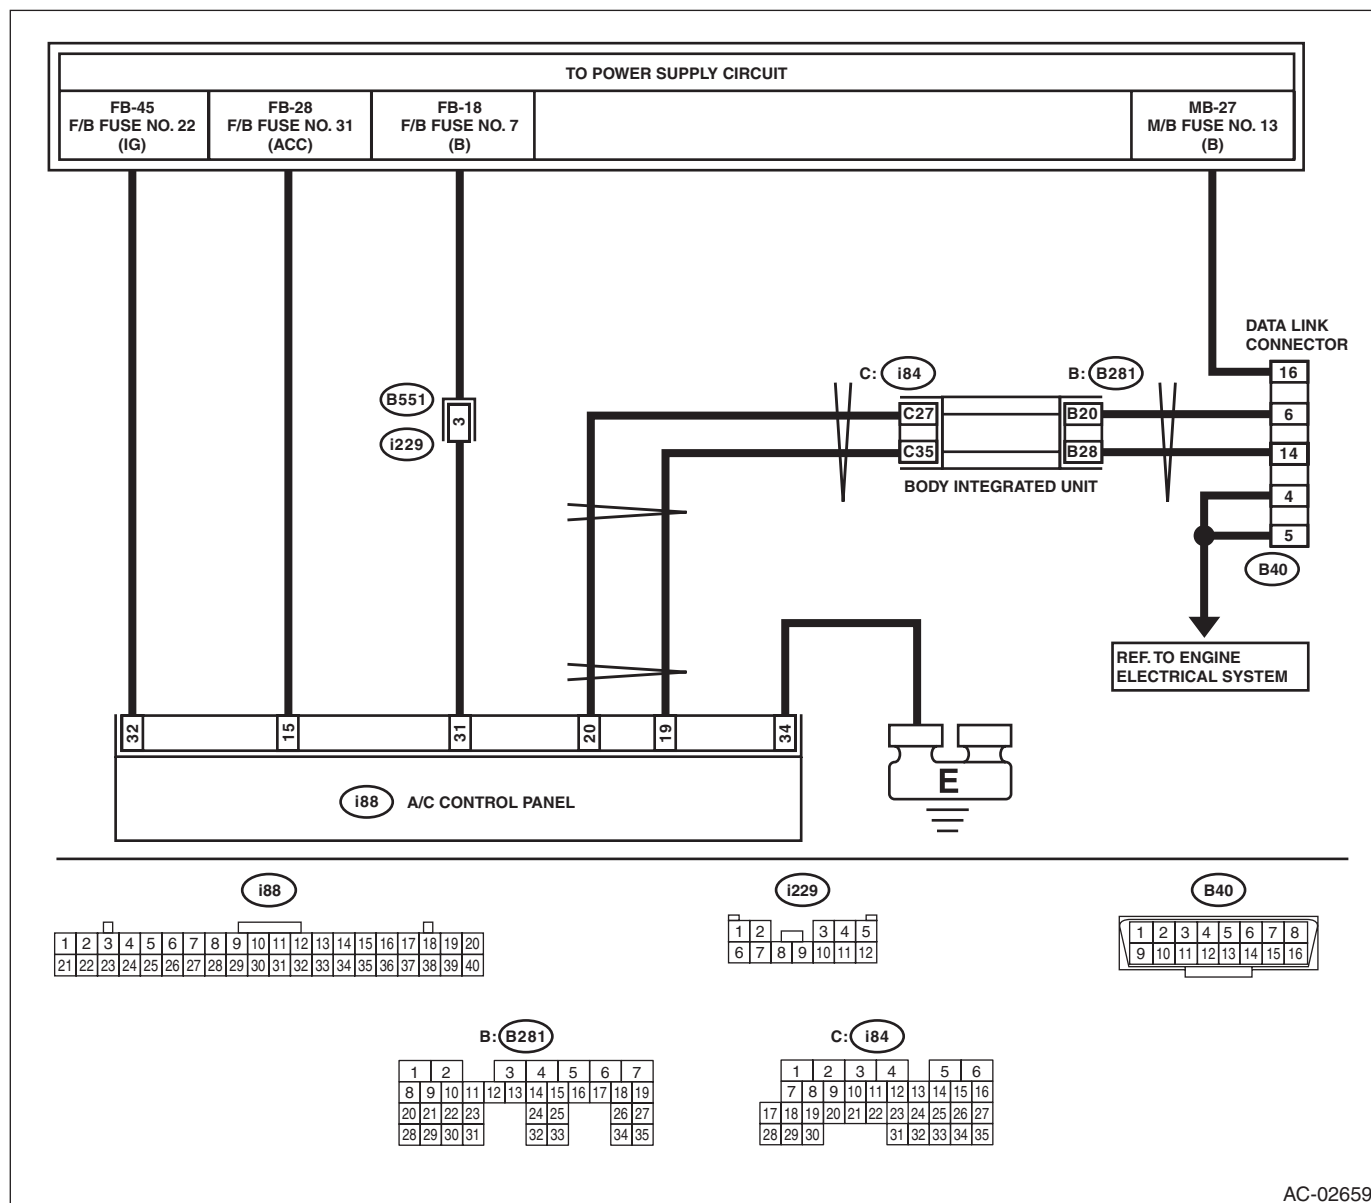 TO POWER SUPPLY CIRCUIT
FB-45
F/B FUSE NO. 22
(IG)
FB-28
F/B FUSE NO. 31
(ACC)
FB-18
F/B FUSE NO. 7
(B)
MB-27
M/B FUSE NO. 13
(B)
DATA LINK
CONNECTOR
16
6
14
4
5
B40
C: i84
B: B281
C27
B20
C35
B28
BODY INTEGRATED UNIT
B551
3
i229
REF. TO ENGINE
ELECTRICAL SYSTEM
32
15
31
20
19
34
i88 A/C CONTROL PANEL
E
i88
1 2 3 4 5 6 7 8 9 10 11 12 13 14 15 16 17 18 19 20
21 22 23 24 25 26 27 28 29 30 31 32 33 34 35 36 37 38 39 40
i229
1 2 3 4 5
6 7 8 9 10 11 12
B40
1 2 3 4 5 6 7 8
9 10 11 12 13 14 15 16
B: B281
1 2 3 4 5 6 7
8 9 10 11 12 13 14 15 16 17 18 19
20 21 22 23 24 25 26 27
28 29 30 31 32 33 34 35
C: i84
1 2 3 4 5 6
7 8 9 10 11 12 13 14 15 16
17 18 19 20 21 22 23 24 25 26 27
28 29 30 31 32 33 34 35
AC-02659